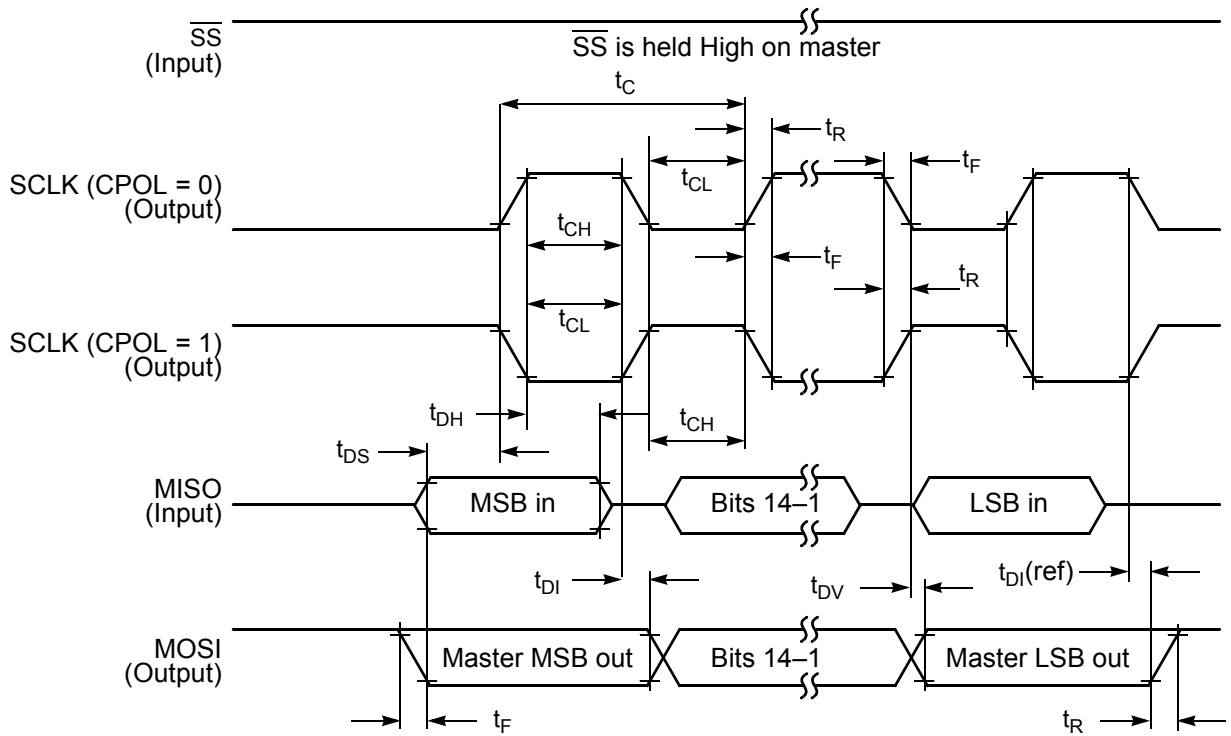 SS
(Input)
SS is held High on master
tC
tR
tF
SCLK (CPOL = 0)
(Output)
tCL
tCH
tF
tR
tCL
SCLK (CPOL = 1)
(Output)
tDH
tCH
tDS
MISO
(Input)
MSB in
Bits 14–1
LSB in
tDI
tDV
tDI(ref)
MOSI
(Output)
Master MSB out
Bits 14–1
Master LSB out
tF
tR